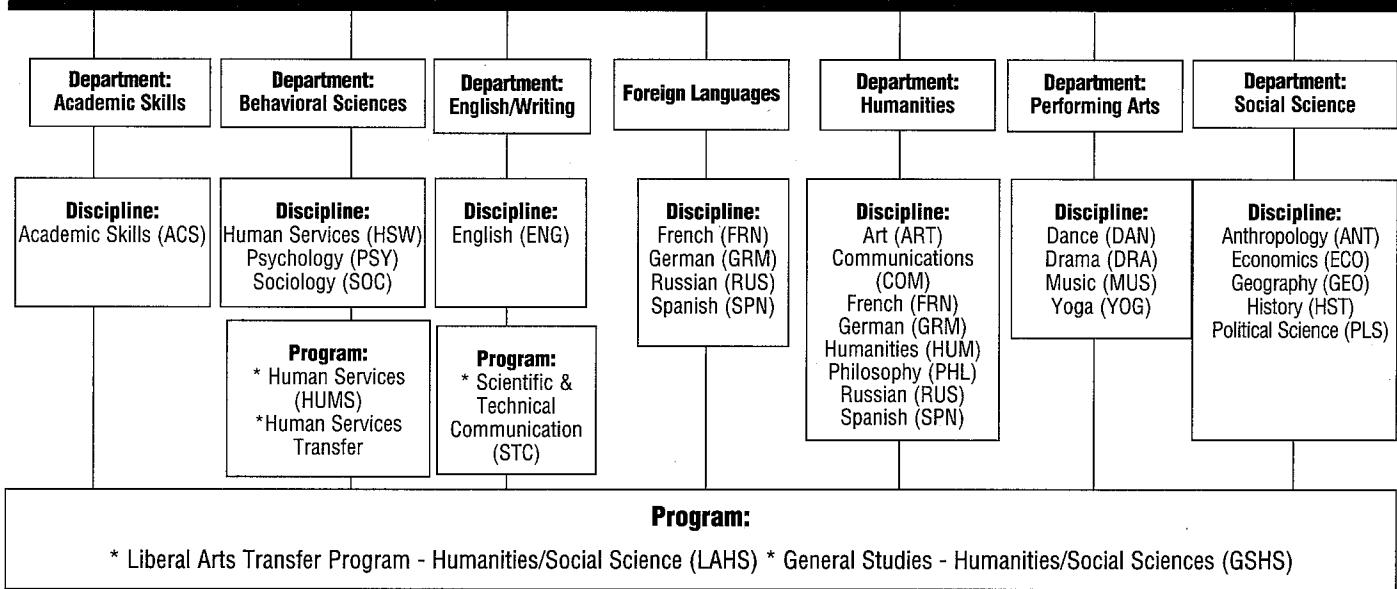 Department:
Academic Skills
Department:
Behavioral Sciences
Department:
English/Writing
Foreign Languages
Department:
Humanities
Department:
Performing Arts
Department:
Social Science
Discipline:
Academic Skills (ACS)
Discipline:
Human Services (HSW)
Psychology (PSY)
Sociology (SOC)
Program:
* Human Services
(HUMS)
*Human Services
Transfer
Discipline:
English (ENG)
Program:
* Scientific &
Technical
Communication
(STC)
Discipline:
French (FRN)
German (GRM)
Russian (RUS)
Spanish (SPN)
Discipline:
Art (ART)
Communications
(COM)
French (FRN)
German (GRM)
Humanities (HUM)
Philosophy (PHL)
Russian (RUS)
Spanish (SPN)
Discipline:
Dance (DAN)
Drama (DRA)
Music (MUS)
Yoga (YOG)
Discipline:
Anthropology (ANT)
Economics (ECO)
Geography (GEO)
History (HST)
Political Science (PLS)
Program:
* Liberal Arts Transfer Program - Humanities/Social Science (LAHS) * General Studies - Humanities/Social Sciences (GSHS)